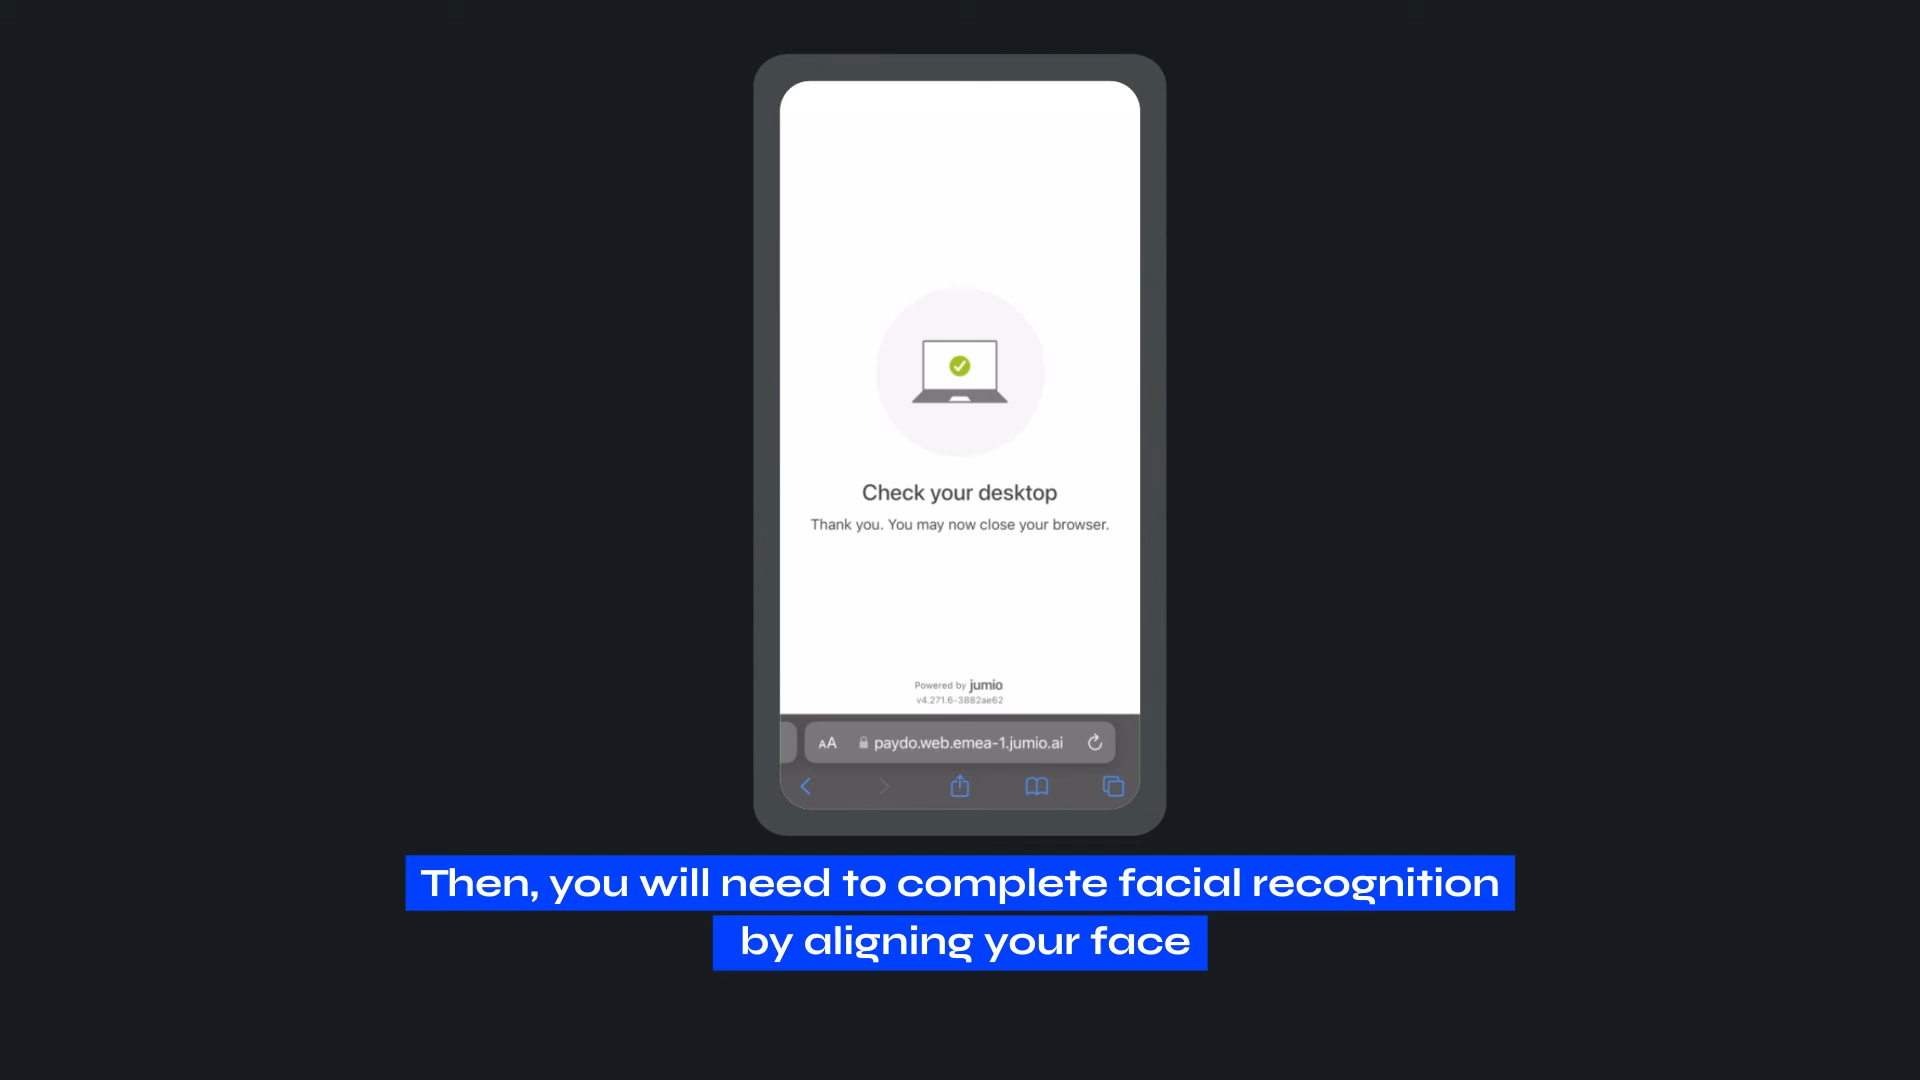 Check your desktop
Thank you. You may now close your browser.
Powered by jumio
v4.271.6-3882ae62
AA paydo.web.emea-1.jumio.ai
Then, you will need to complete facial recognition
by aligning your face